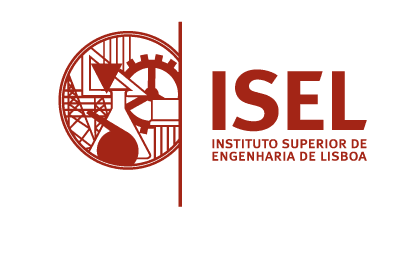 ISEL
INSTITUTO SUPERIOR DE
ENGENHARIA DE LISBOA